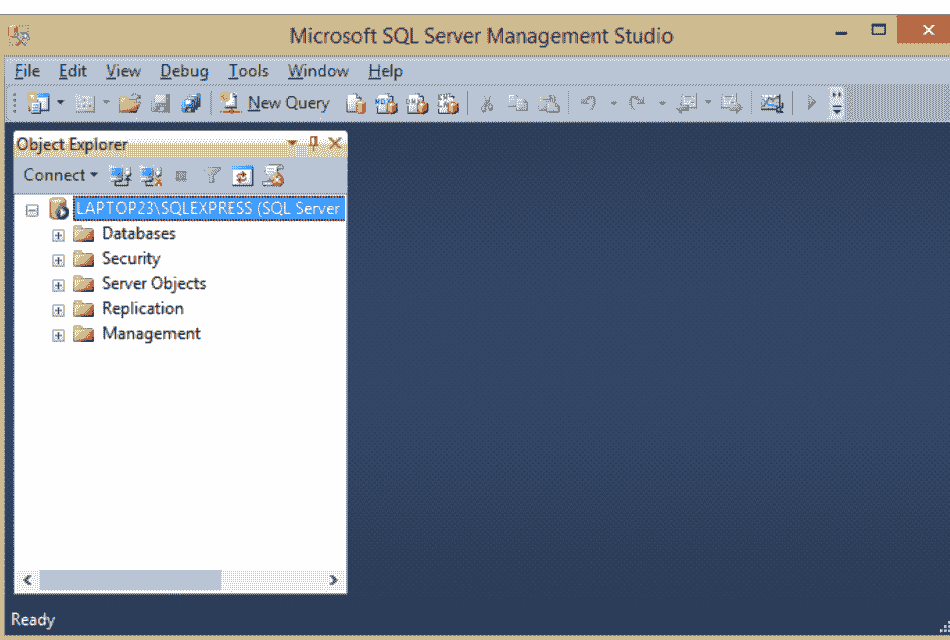 Microsoft SQL Server Management Studio
File Edit View Debug Tools Window Help
New Query
Object Explorer
Connect
LAPTOP23\SQLEXPRESS (SQL Server
Databases
Security
Server Objects
Replication
Management
Ready